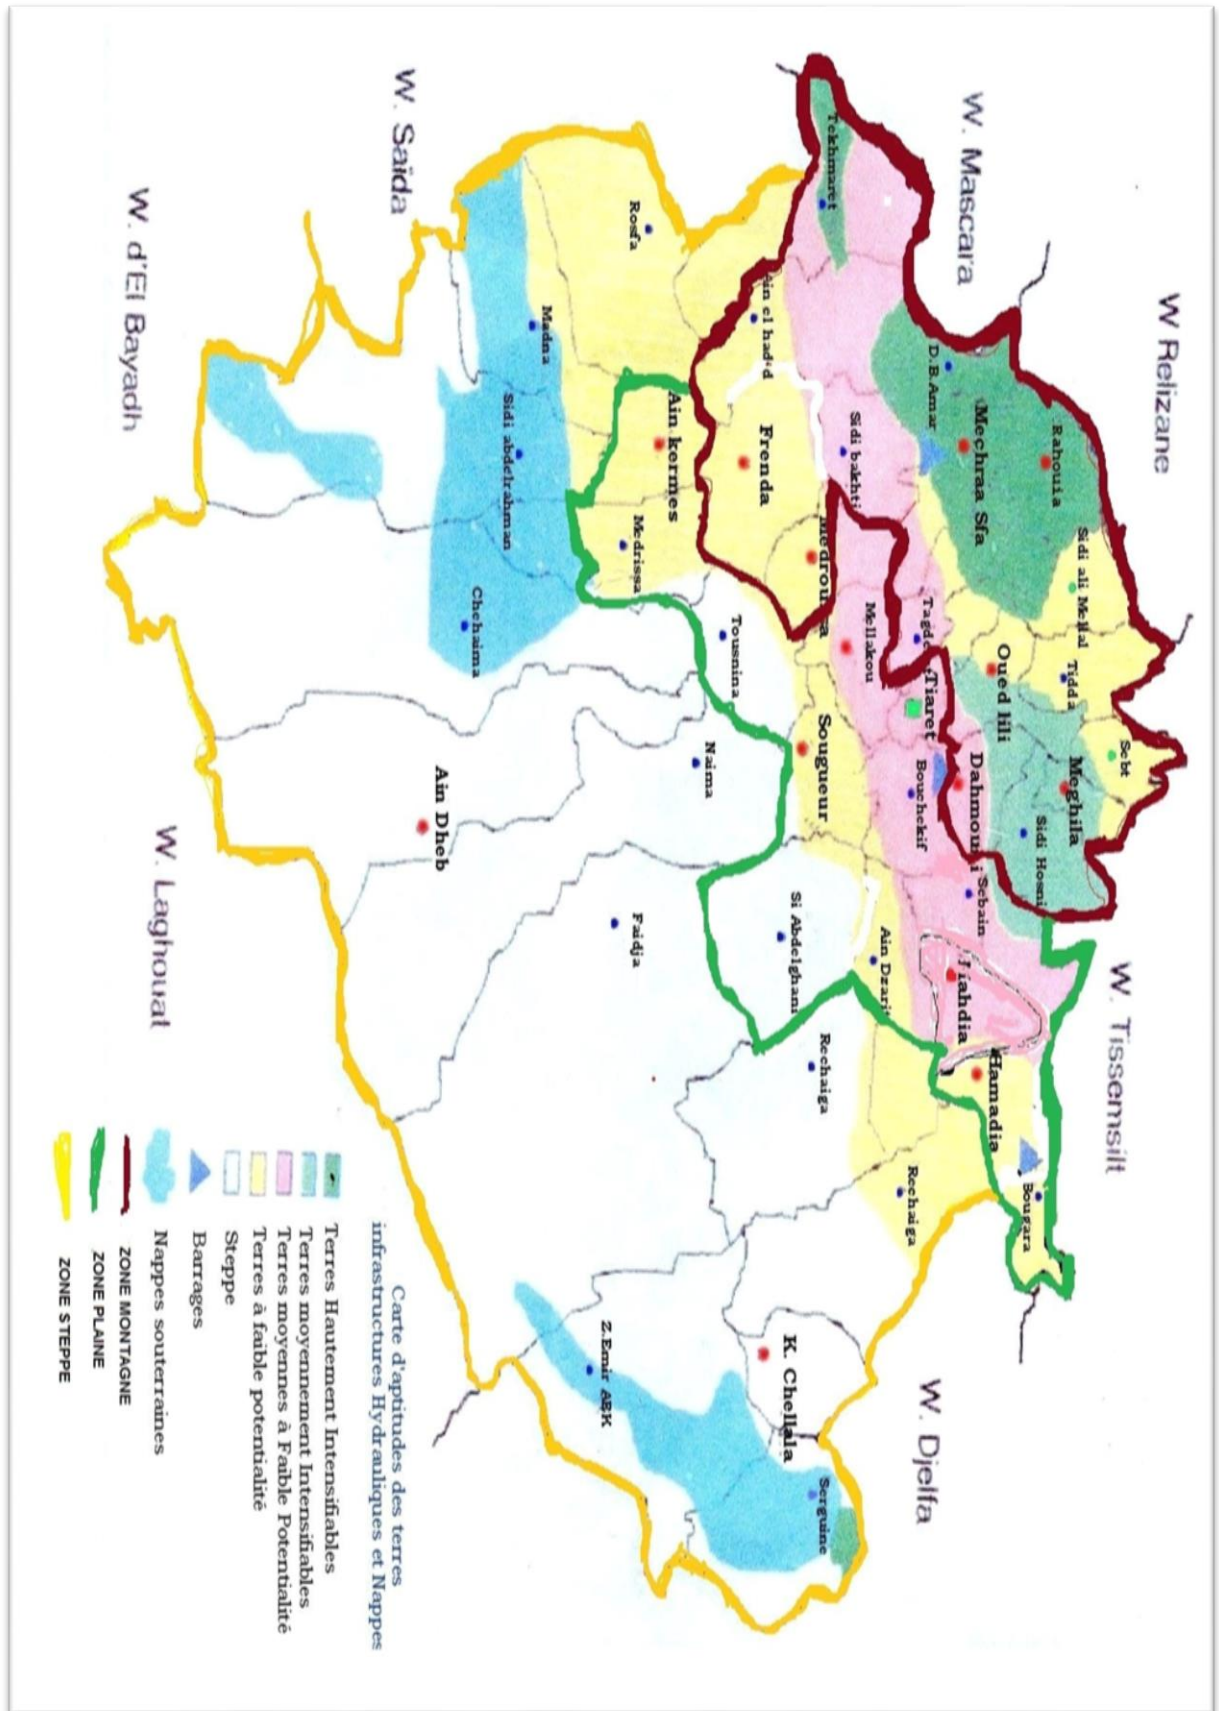 W. Mascara
W Relizane
W. Tissemsilt
W. Djelfa
W. Saïda
W. d'El Bayadh
W. Laghouat
Tekhmaret
Rahouia
Mechraa Sfa
D.B.Amar
Sidi ali Mellal
Tidda
Sebt
Meghila
Sidi Hosni
Oued lili
Sidi bakhti
Tiaret
Mellakou
Dahmouni
Bouchekif
Sebain
Hamadia
Bougara
Ain el hadid
Frenda
Sougueur
Ain Dzarit
Rechaiga
Rosfa
Ain kermes
Medrissa
Tousnina
Naima
Si Abdelghani
Rechaiga
Faidja
Madna
Sidi abdelrahman
Chehaima
Ain Dheb
K. Chellala
Serguine
Z.Emir AEK
Carte d'aptitudes des terres
infrastructures Hydrauliques et Nappes
Terres Hautement Intensifiables
Terres moyennement Intensifiables
Terres moyennes à Faible Potentialité
Terres à faible potentialité
Steppe
Barrages
Nappes souterraines
ZONE MONTAGNE
ZONE PLAINE
ZONE STEPPE